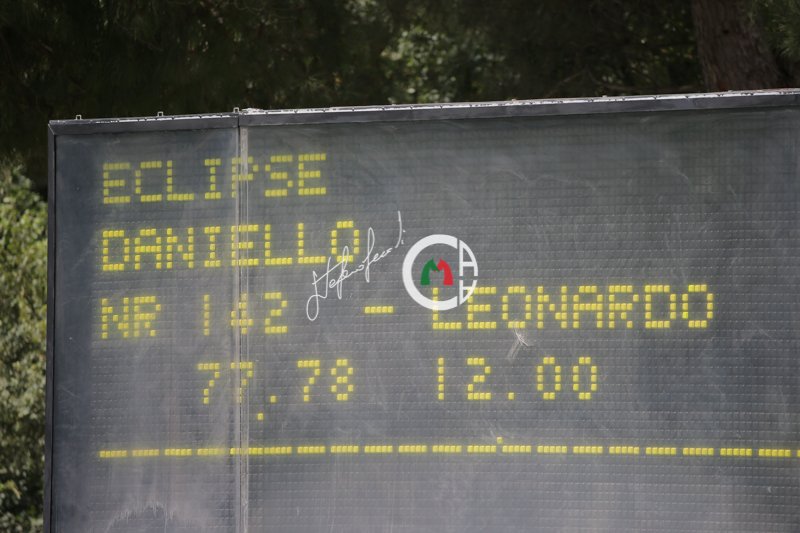 ECLIPSE
DANIELLO
NR 142 - LEONARDO
77.78 12.00